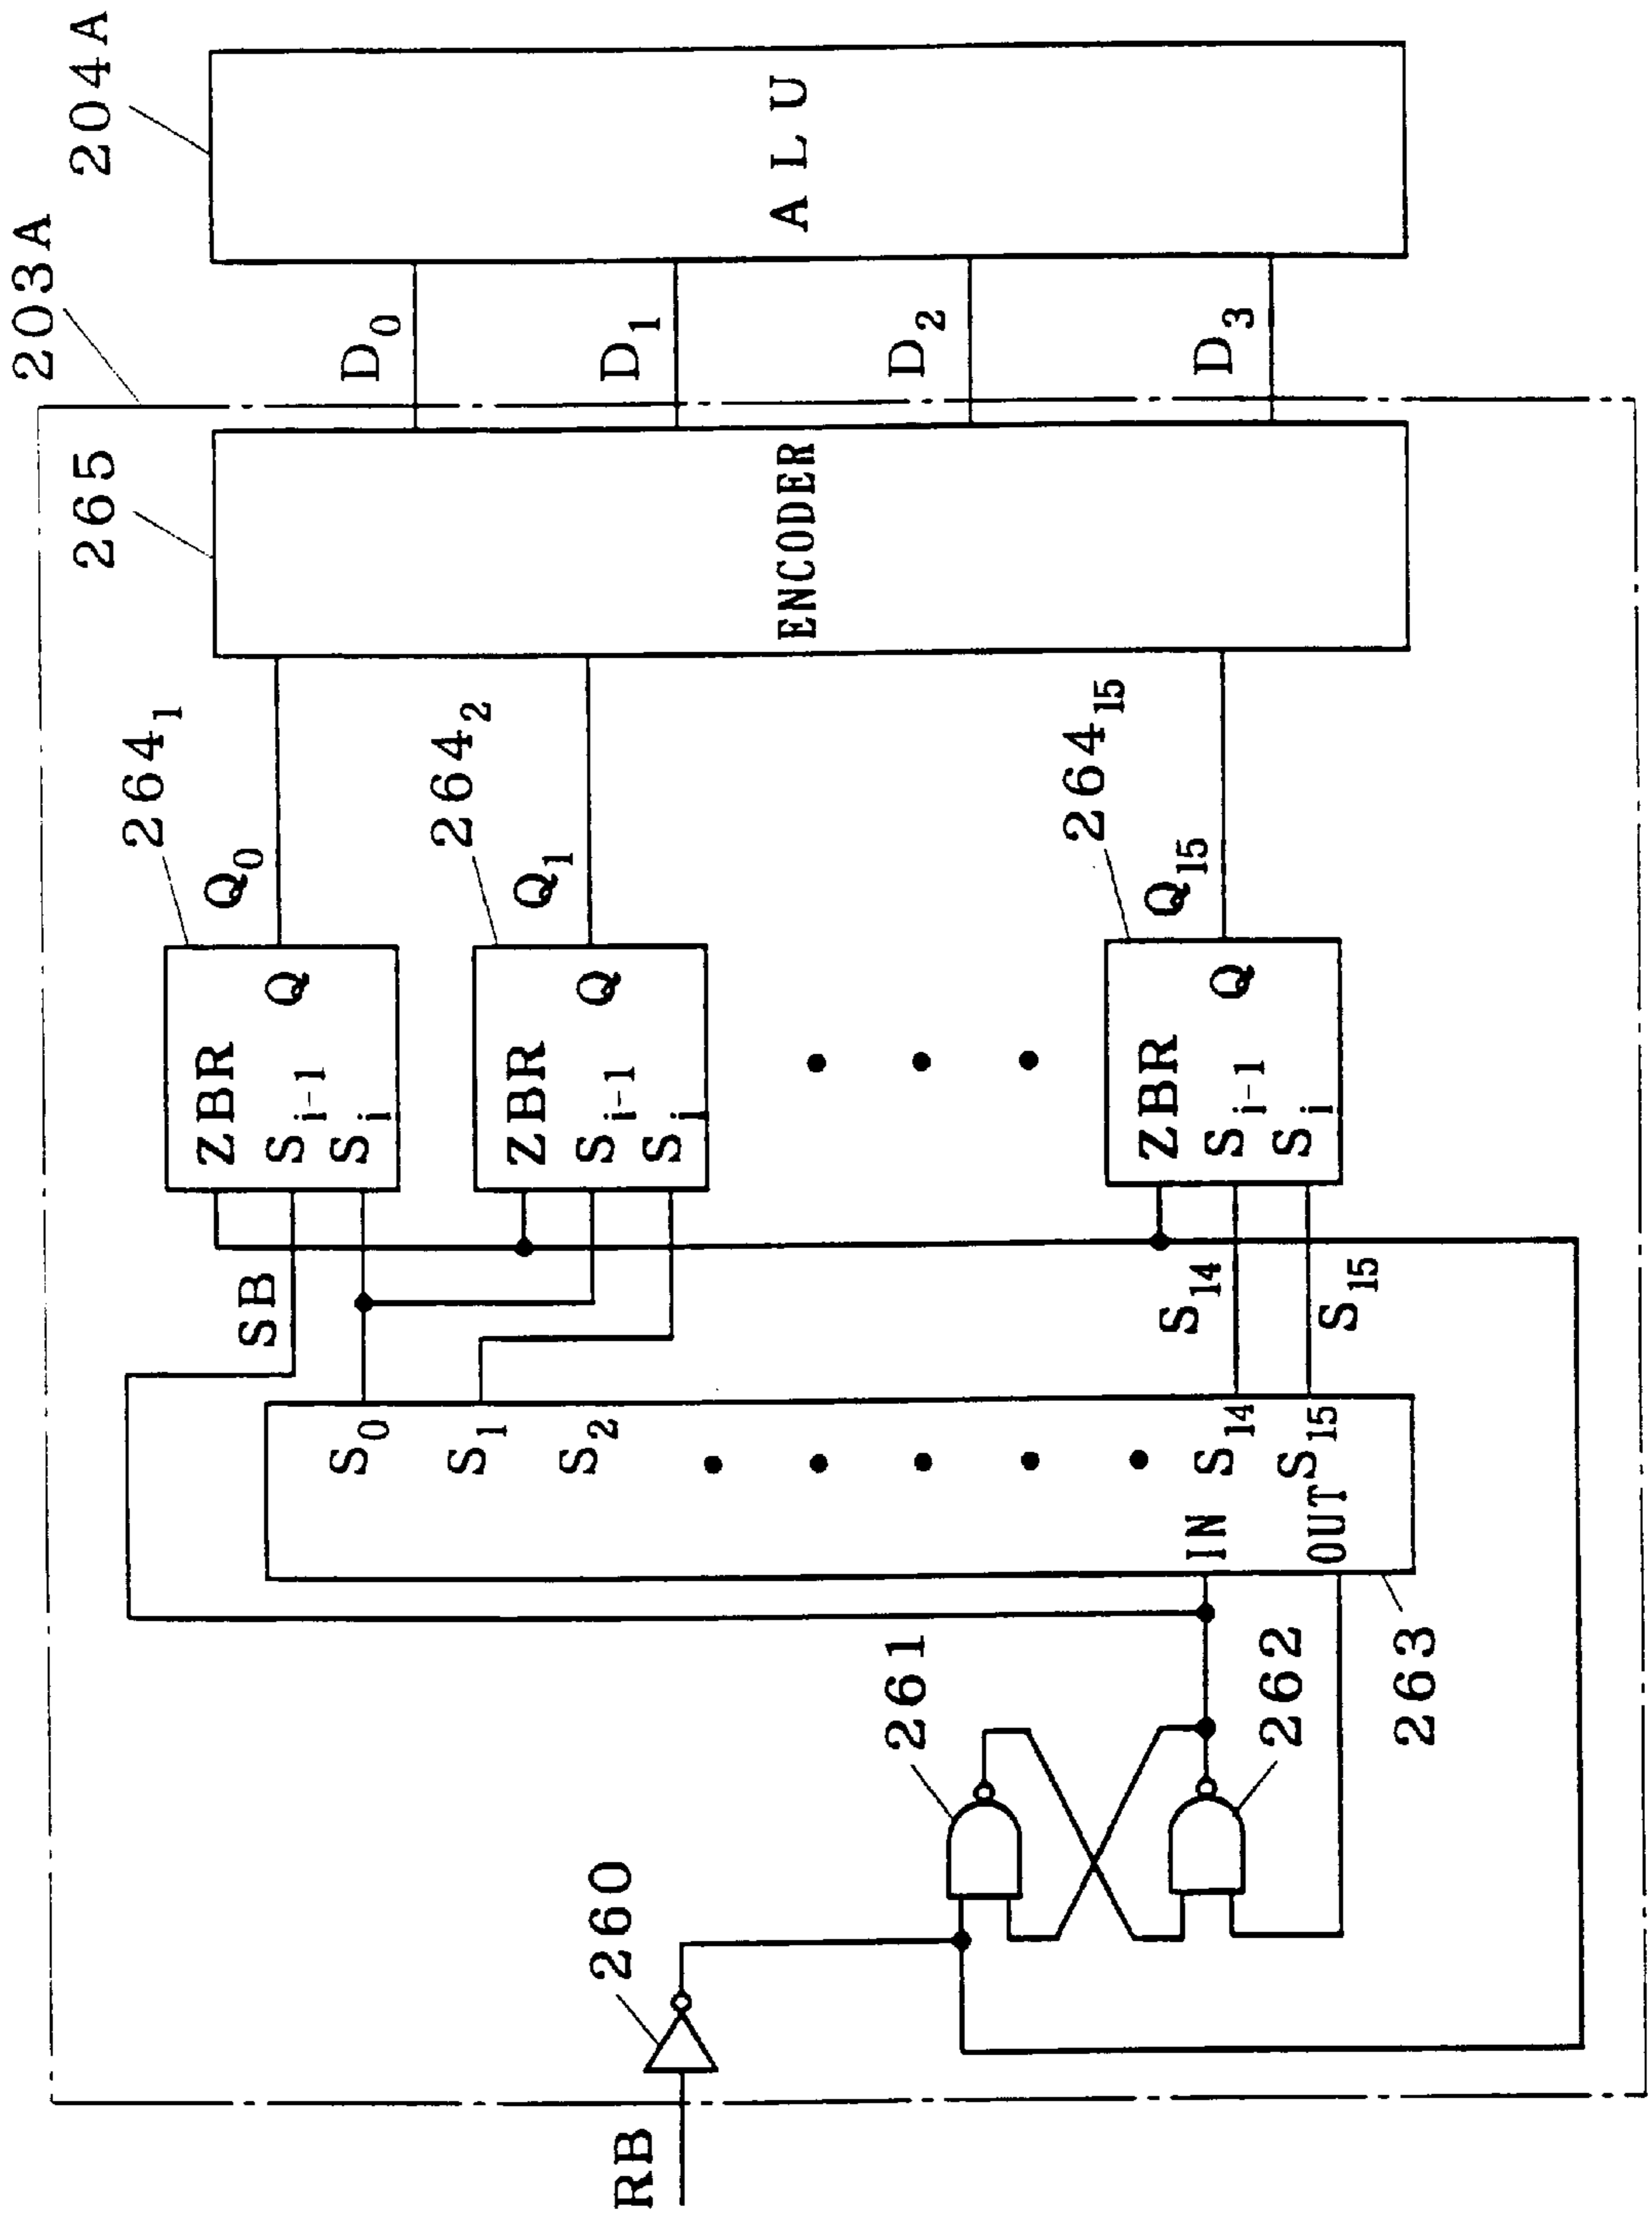 203A
204A
265
264₁
264₂
264₁₅
ALU
D₀
D₁
D₂
D₃
ENCODER
Q₀
Q₁
Q₁₅
ZBR
Sᵢ₋₁ Q
Sᵢ
ZBR
Sᵢ₋₁ Q
Sᵢ
ZBR
Sᵢ₋₁ Q
Sᵢ
SB
S₁₄
S₁₅
S₀
S₁
S₂
S₁₄
S₁₅
IN
OUT
261
262
263
260
RB